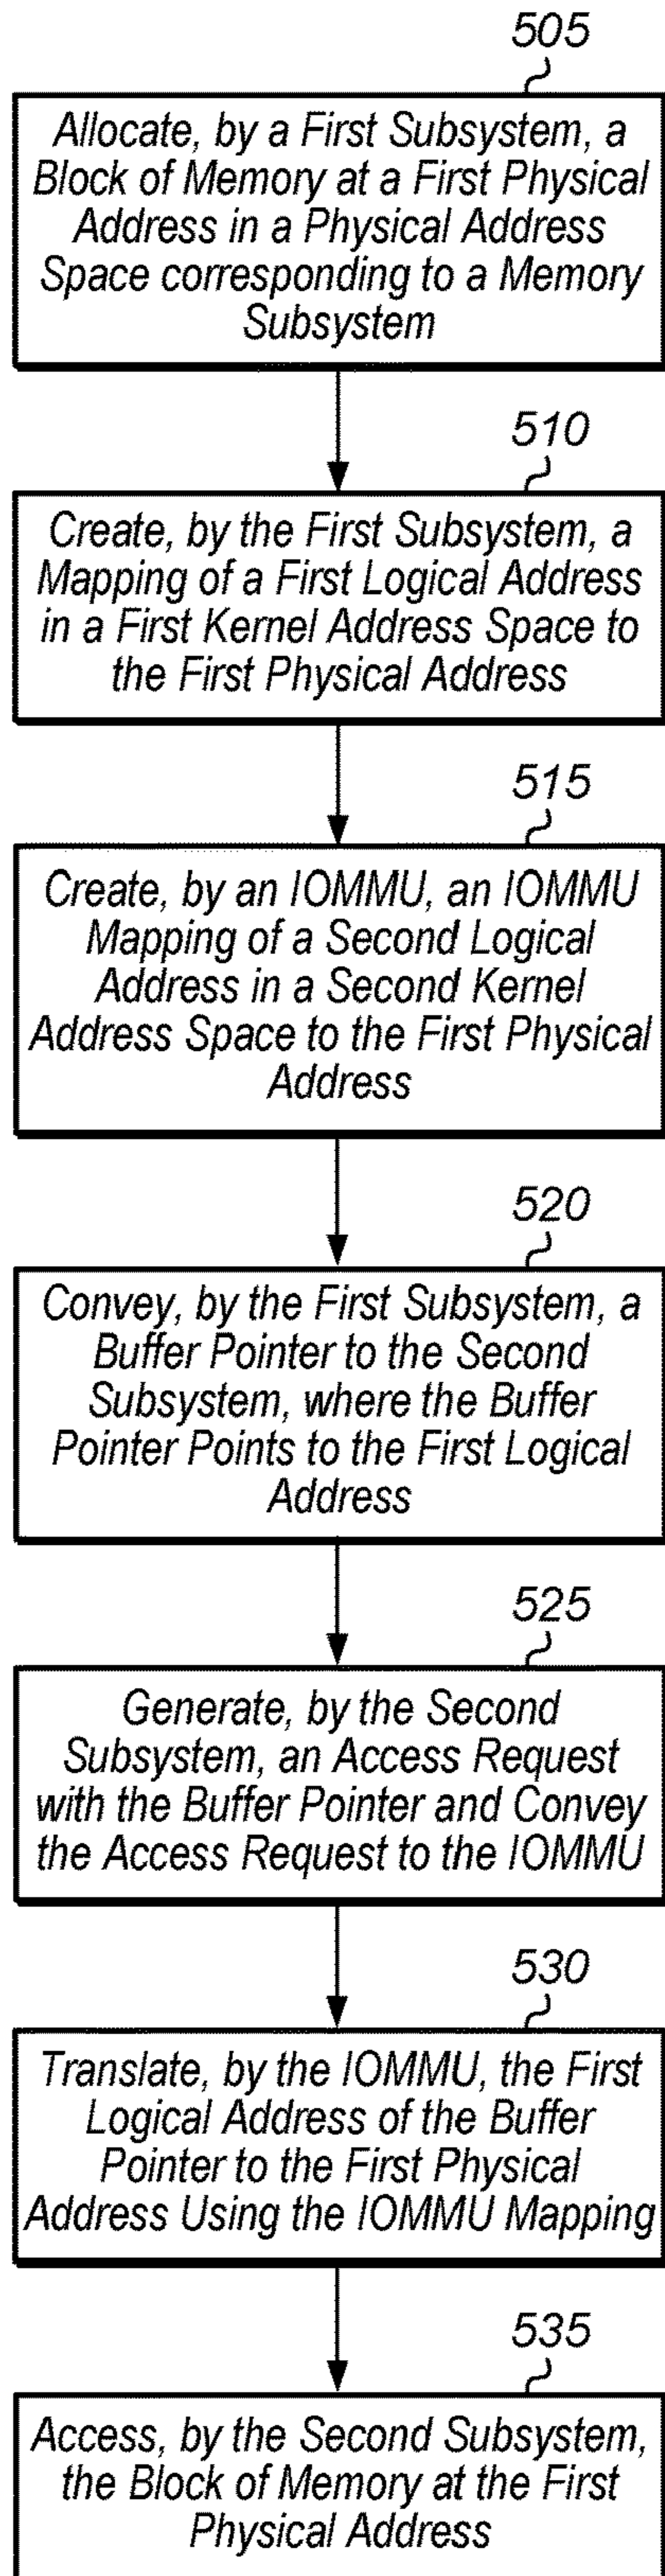 505
Allocate, by a First Subsystem, a
Block of Memory at a First Physical
Address in a Physical Address
Space corresponding to a Memory
Subsystem
510
Create, by the First Subsystem, a
Mapping of a First Logical Address
in a First Kernel Address Space to
the First Physical Address
515
Create, by an IOMMU, an IOMMU
Mapping of a Second Logical
Address in a Second Kernel
Address Space to the First Physical
Address
520
Convey, by the First Subsystem, a
Buffer Pointer to the Second
Subsystem, where the Buffer
Pointer Points to the First Logical
Address
525
Generate, by the Second
Subsystem, an Access Request
with the Buffer Pointer and Convey
the Access Request to the IOMMU
530
Translate, by the IOMMU, the First
Logical Address of the Buffer
Pointer to the First Physical
Address Using the IOMMU Mapping
535
Access, by the Second Subsystem,
the Block of Memory at the First
Physical Address